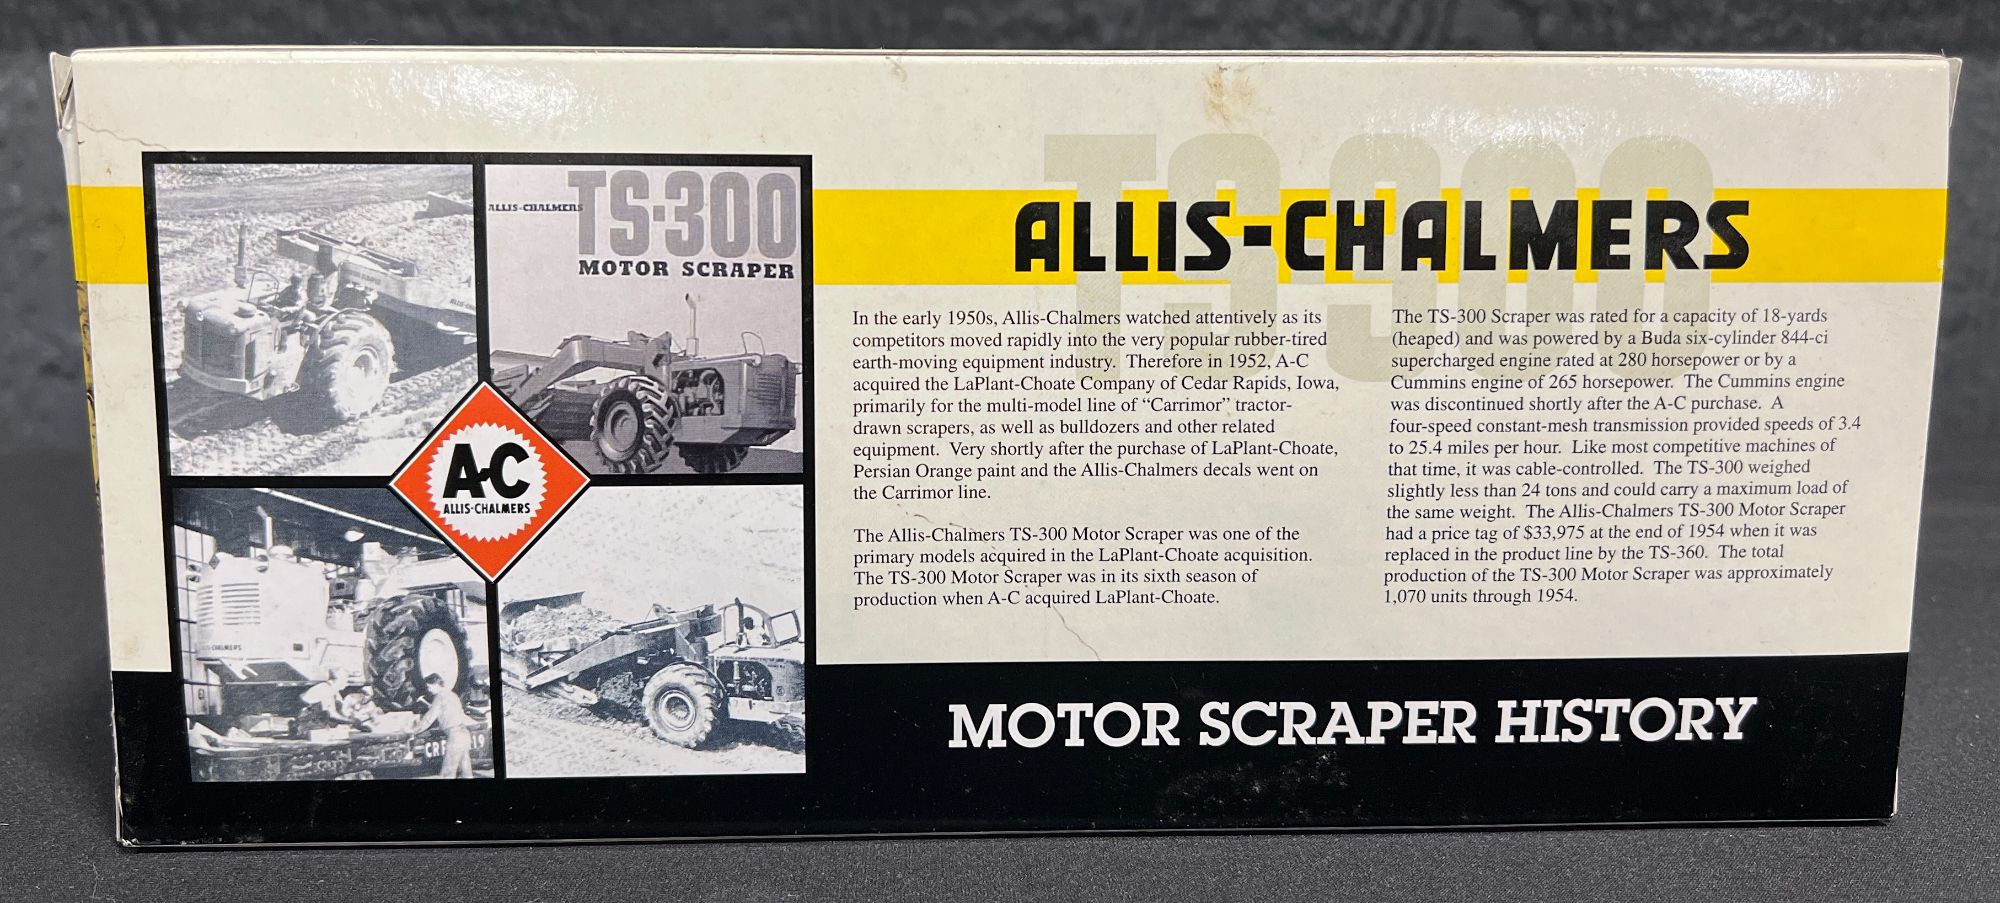 TS-300
ALLIS-CHALMERS
ALLIS-CHALMERS
TS-300
MOTOR SCRAPER
A-C
ALLIS-CHALMERS
In the early 1950s, Allis-Chalmers watched attentively as its
competitors moved rapidly into the very popular rubber-tired
earth-moving equipment industry. Therefore in 1952, A-C
acquired the LaPlant-Choate Company of Cedar Rapids, Iowa,
primarily for the multi-model line of “Carrimor” tractor-
drawn scrapers, as well as bulldozers and other related
equipment. Very shortly after the purchase of LaPlant-Choate,
Persian Orange paint and the Allis-Chalmers decals went on
the Carrimor line.
The Allis-Chalmers TS-300 Motor Scraper was one of the
primary models acquired in the LaPlant-Choate acquisition.
The TS-300 Motor Scraper was in its sixth season of
production when A-C acquired LaPlant-Choate.
The TS-300 Scraper was rated for a capacity of 18-yards
(heaped) and was powered by a Buda six-cylinder 844-ci
supercharged engine rated at 280 horsepower or by a
Cummins engine of 265 horsepower. The Cummins engine
was discontinued shortly after the A-C purchase. A
four-speed constant-mesh transmission provided speeds of 3.4
to 25.4 miles per hour. Like most competitive machines of
that time, it was cable-controlled. The TS-300 weighed
slightly less than 24 tons and could carry a maximum load of
the same weight. The Allis-Chalmers TS-300 Motor Scraper
had a price tag of $33,975 at the end of 1954 when it was
replaced in the product line by the TS-360. The total
production of the TS-300 Motor Scraper was approximately
1,070 units through 1954.
MOTOR SCRAPER HISTORY